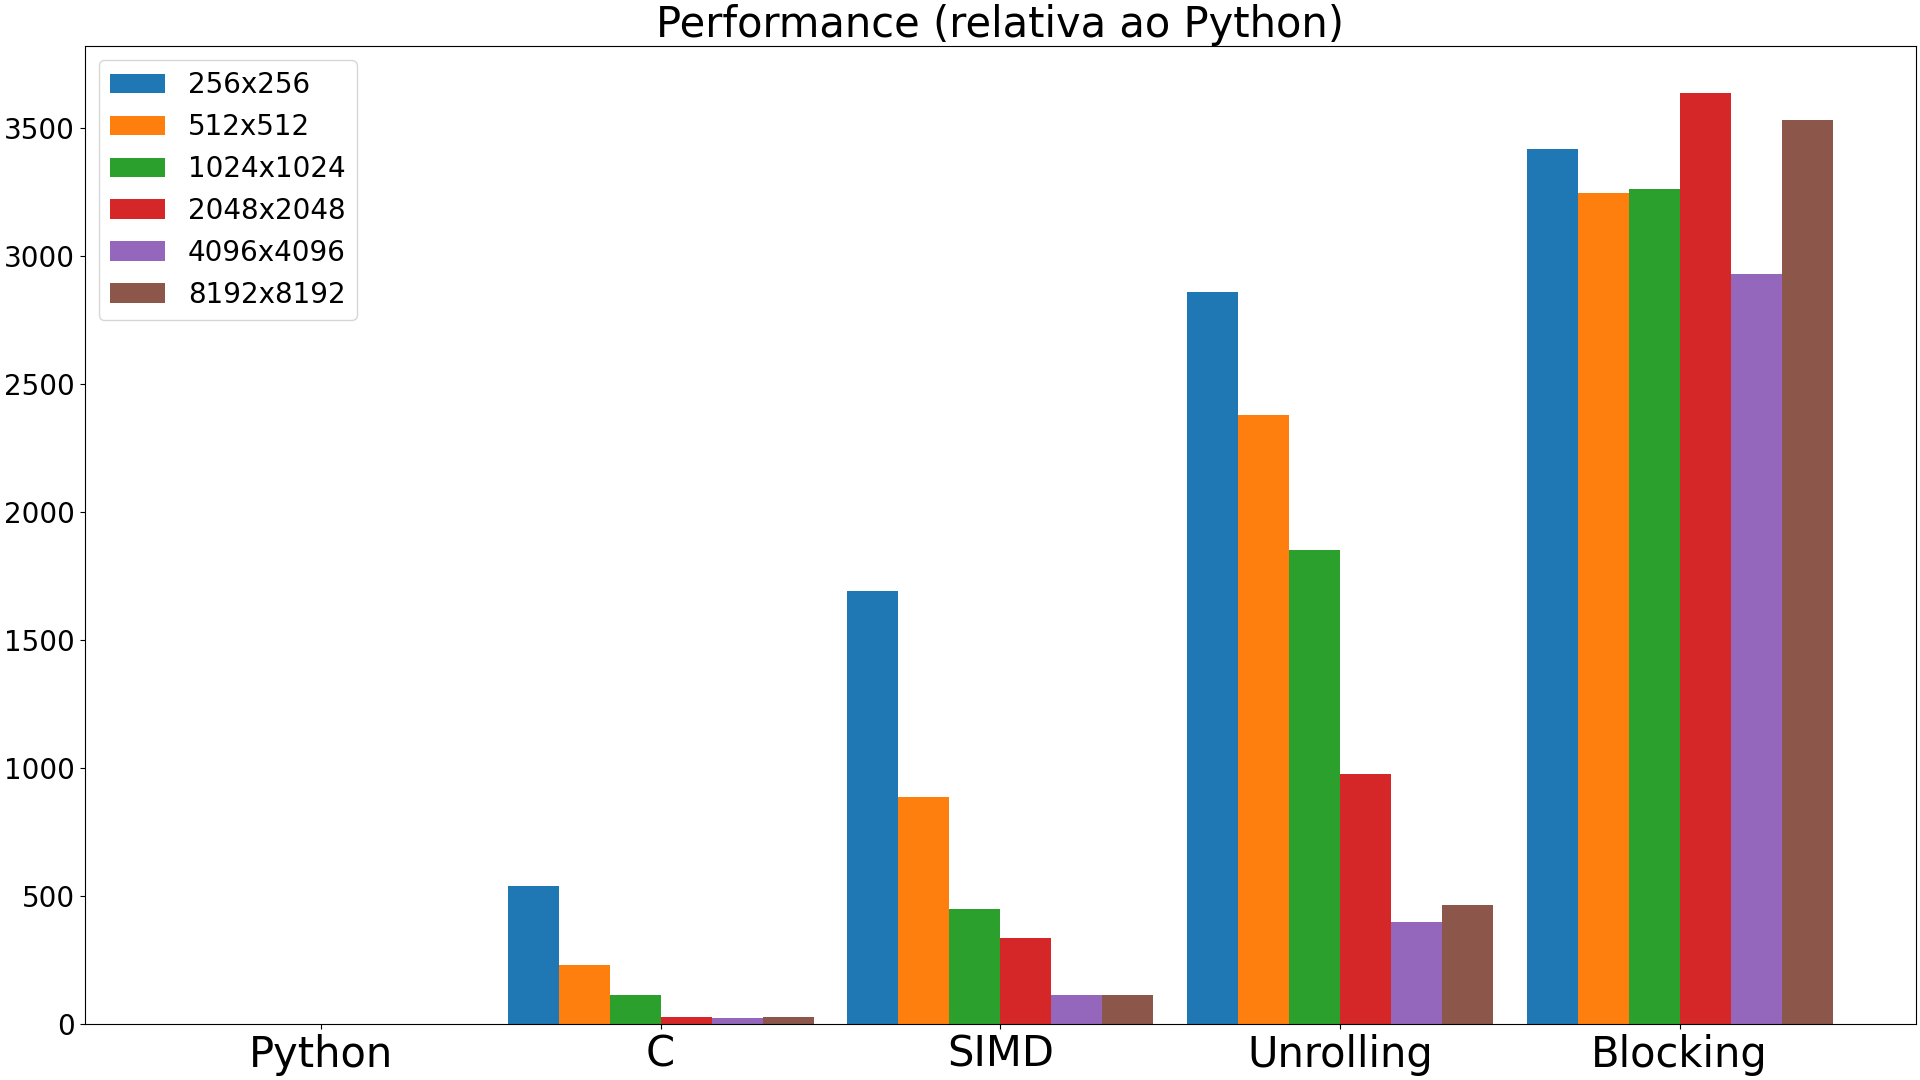 Performance (relativa ao Python)
256x256
512x512
1024x1024
2048x2048
4096x4096
8192x8192
3500
3000
2500
2000
1500
1000
500
0
Python C SIMD Unrolling Blocking